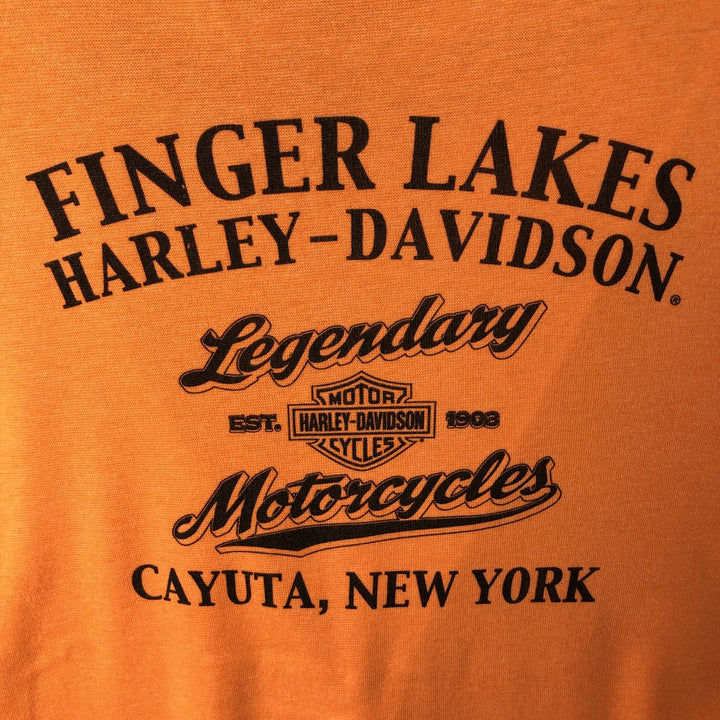 FINGER LAKES
HARLEY-DAVIDSON®
Legendary
MOTOR
EST. HARLEY-DAVIDSON 1903
CYCLES
Motorcycles
CAYUTA, NEW YORK